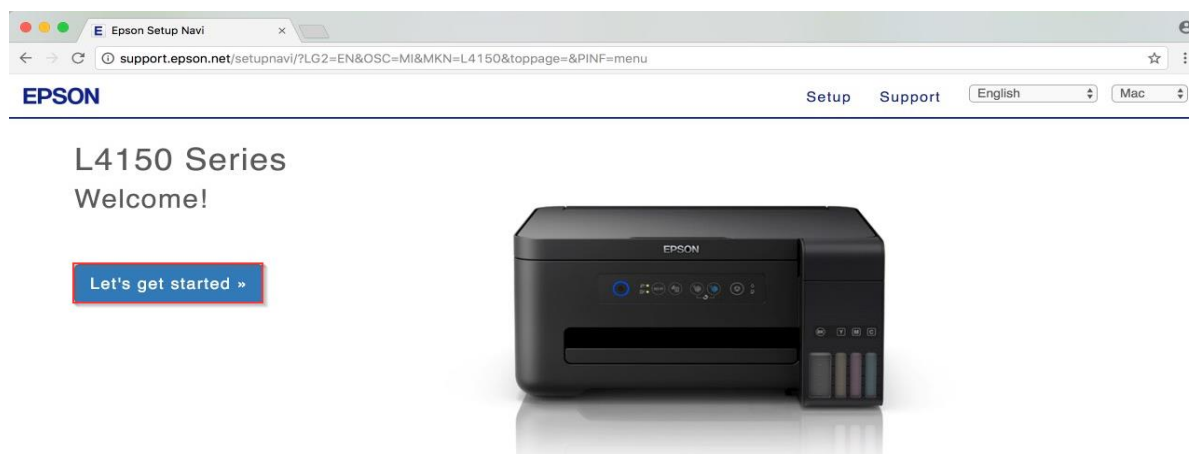 E Epson Setup Navi ×
support.epson.net/setupnavi/?LG2=EN&OSC=MI&MKN=L4150&toppage=&PINF=menu
EPSON Setup Support English Mac
L4150 Series
Welcome!
EPSON
Let's get started »
Y M C